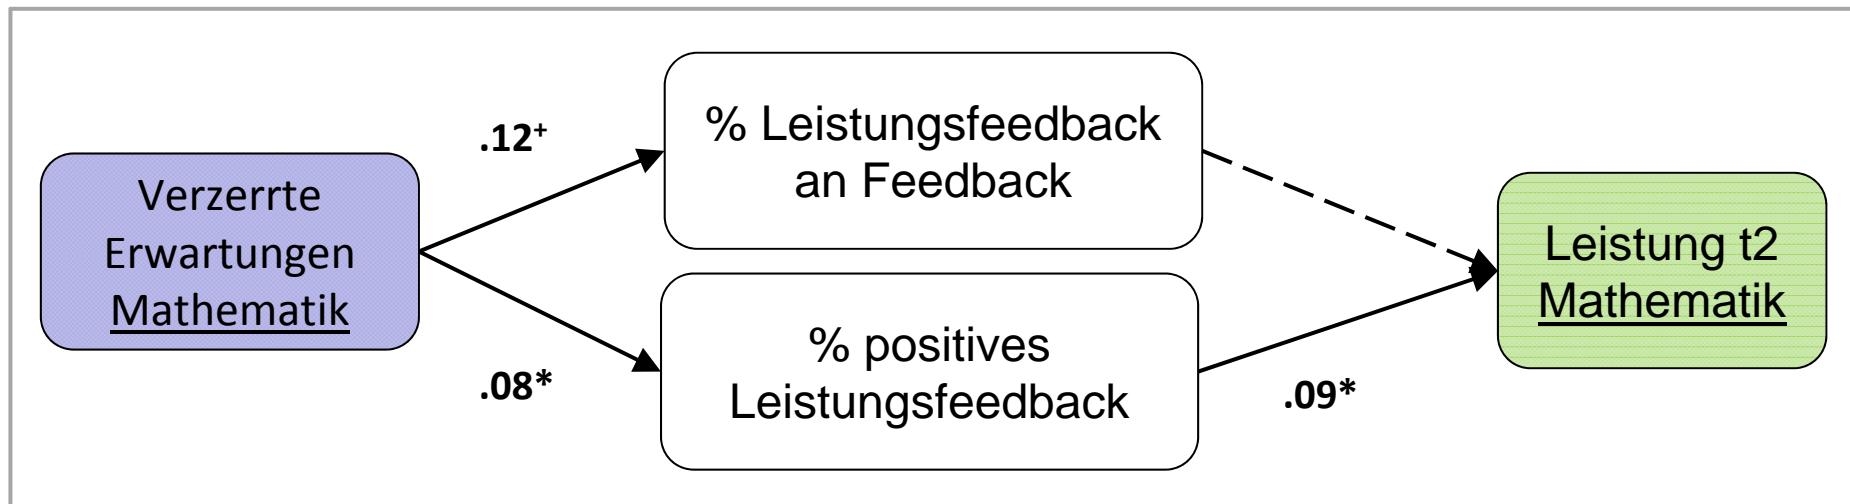 Verzerrte
Erwartungen
Mathematik
.12+
.08*
% Leistungsfeedback
an Feedback
% positives
Leistungsfeedback
.09*
Leistung t2
Mathematik